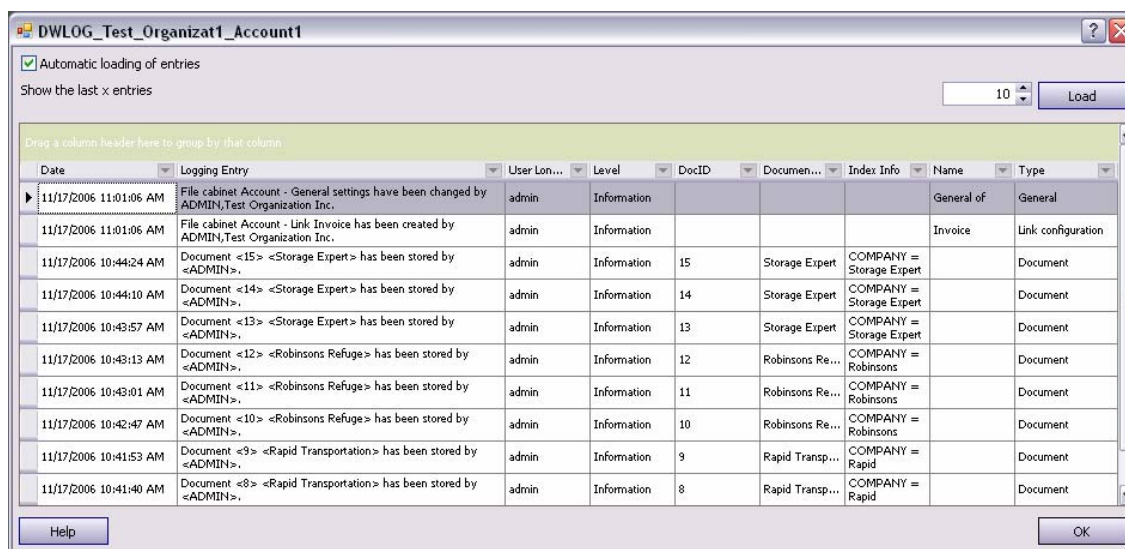 DWLOG_Test_Organizat1_Account1
Automatic loading of entries
Show the last x entries 10 Load
Drag a column header here to group by that column
Date Logging Entry User Lon... Level DocID Documen... Index Info Name Type
11/17/2006 11:01:06 AM File cabinet Account - General settings have been changed by admin Information General of General
ADMIN,Test Organization Inc.
11/17/2006 11:01:06 AM File cabinet Account - Link Invoice has been created by admin Information Invoice Link configuration
ADMIN,Test Organization Inc.
11/17/2006 10:44:24 AM Document <15> <Storage Expert> has been stored by admin Information 15 Storage Expert COMPANY = Document
<ADMIN>. Storage Expert
11/17/2006 10:44:10 AM Document <14> <Storage Expert> has been stored by admin Information 14 Storage Expert COMPANY = Document
<ADMIN>. Storage Expert
11/17/2006 10:43:57 AM Document <13> <Storage Expert> has been stored by admin Information 13 Storage Expert COMPANY = Document
<ADMIN>. Storage Expert
11/17/2006 10:43:13 AM Document <12> <Robinsons Refuge> has been stored by admin Information 12 Robinsons Re... COMPANY = Document
<ADMIN>. Robinsons
11/17/2006 10:43:01 AM Document <11> <Robinsons Refuge> has been stored by admin Information 11 Robinsons Re... COMPANY = Document
<ADMIN>. Robinsons
11/17/2006 10:42:47 AM Document <10> <Robinsons Refuge> has been stored by admin Information 10 Robinsons Re... COMPANY = Document
<ADMIN>. Robinsons
11/17/2006 10:41:53 AM Document <9> <Rapid Transportation> has been stored by admin Information 9 Rapid Transp... COMPANY = Document
<ADMIN>. Rapid
11/17/2006 10:41:40 AM Document <8> <Rapid Transportation> has been stored by admin Information 8 Rapid Transp... COMPANY = Document
<ADMIN>. Rapid
Help OK